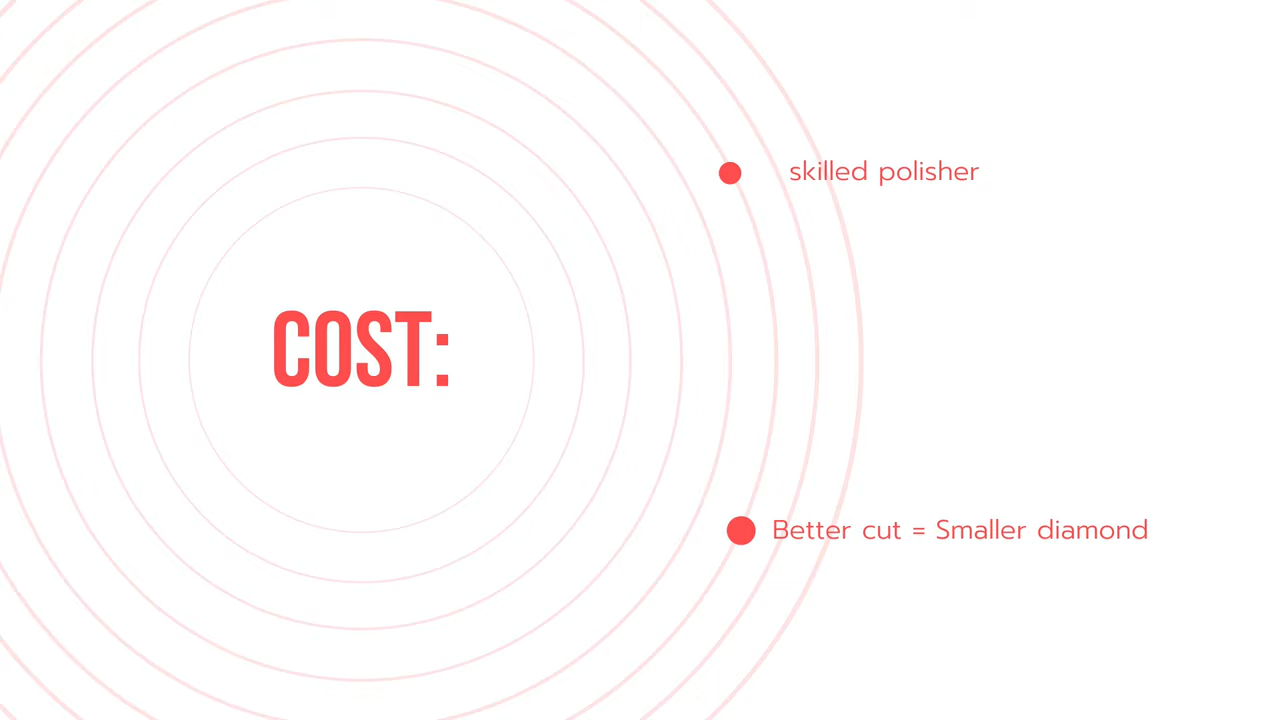 COST:
skilled polisher
Better cut = Smaller diamond